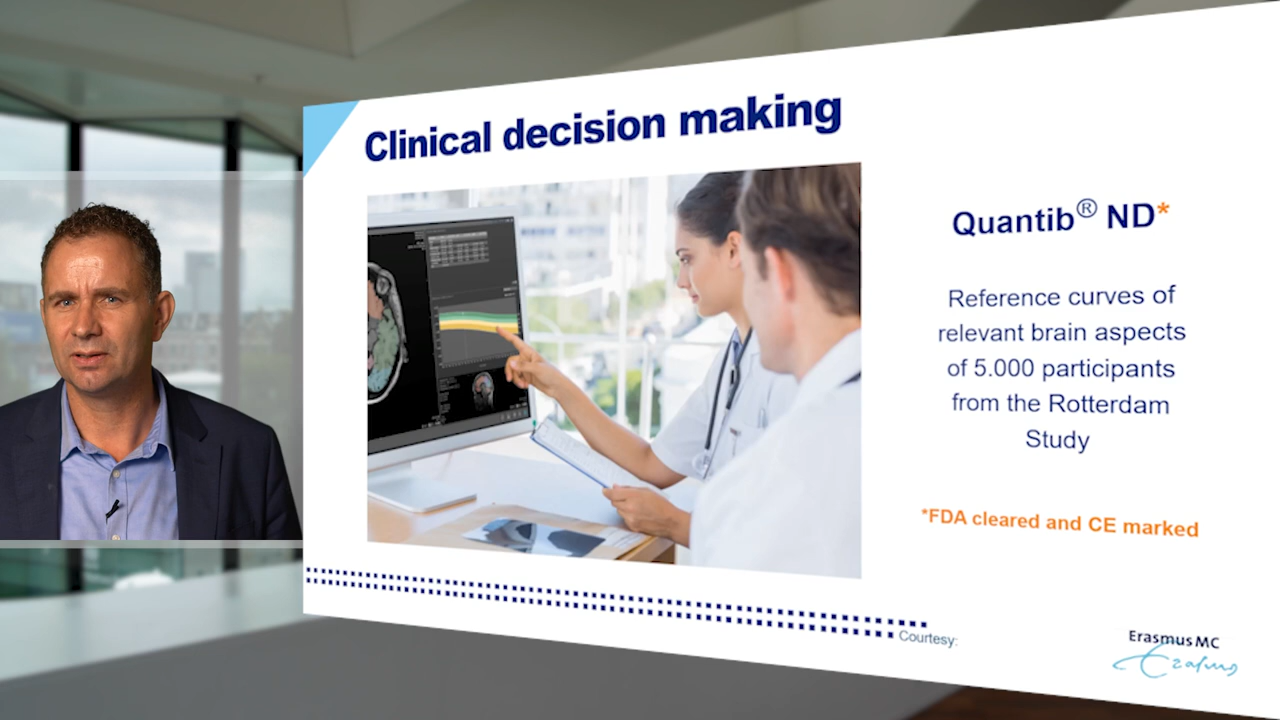 Clinical decision making
Quantib® ND*
Reference curves of
relevant brain aspects
of 5.000 participants
from the Rotterdam
Study
*FDA cleared and CE marked
Courtesy:
Erasmus MC
Erasmus